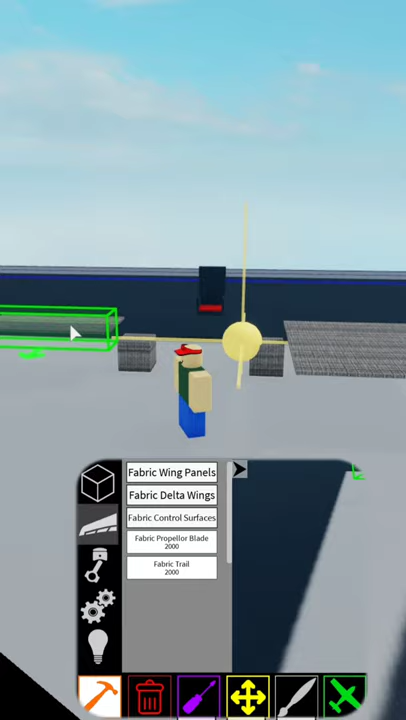 Fabric Wing Panels
Fabric Delta Wings
Fabric Control Surfaces
Fabric Propellor Blade
2000
Fabric Trail
2000